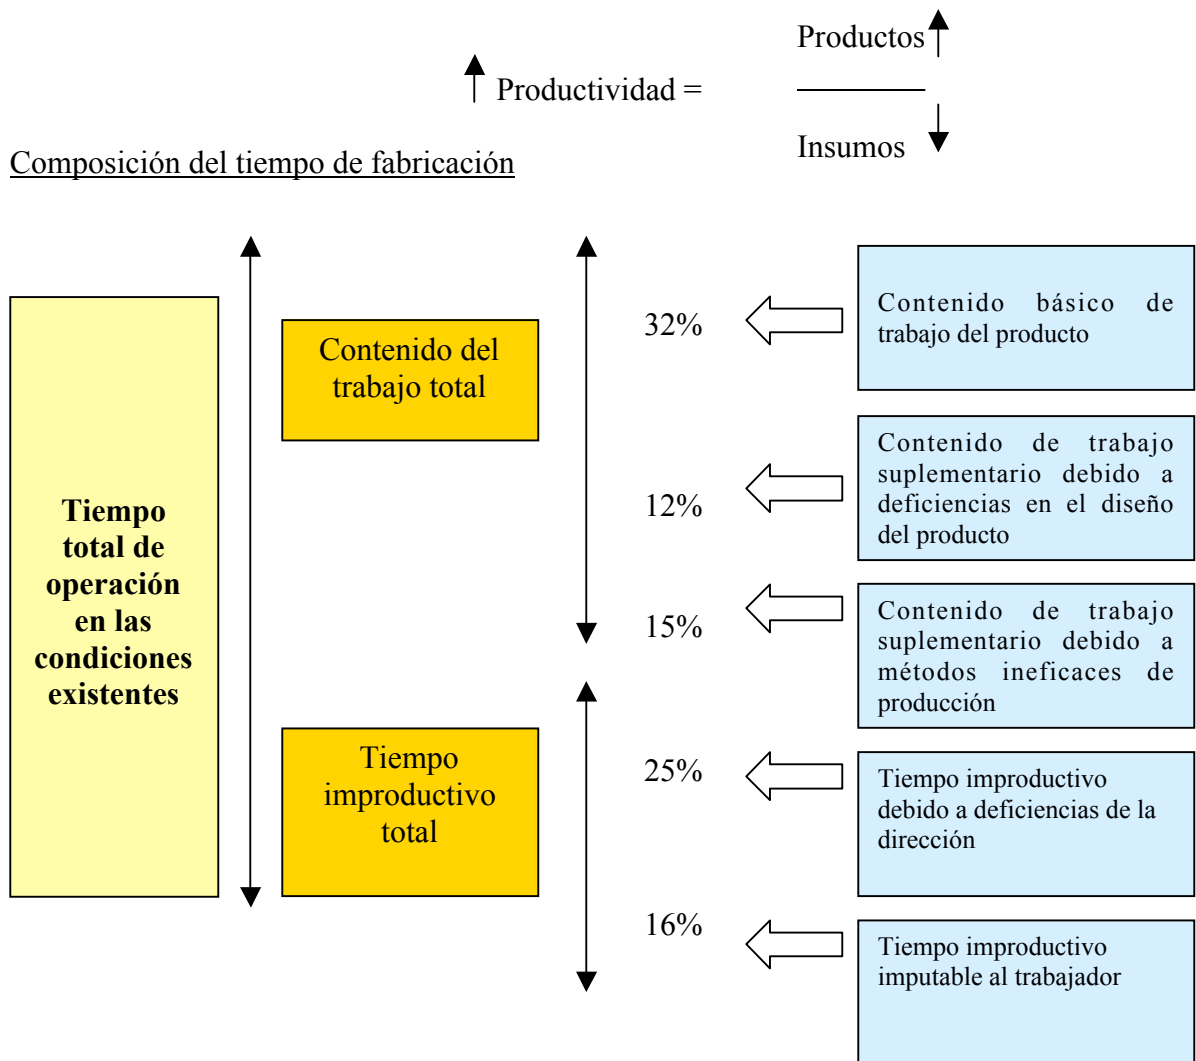 Productos
Productividad =
Insumos
Composición del tiempo de fabricación
Tiempo
total de
operación
en las
condiciones
existentes
Contenido del
trabajo total
Tiempo
improductivo
total
32%
12%
15%
25%
16%
Contenido básico de
trabajo del producto
Contenido de trabajo
suplementario debido a
deficiencias en el diseño
del producto
Contenido de trabajo
suplementario debido a
métodos ineficaces de
producción
Tiempo improductivo
debido a deficiencias de la
dirección
Tiempo improductivo
imputable al trabajador